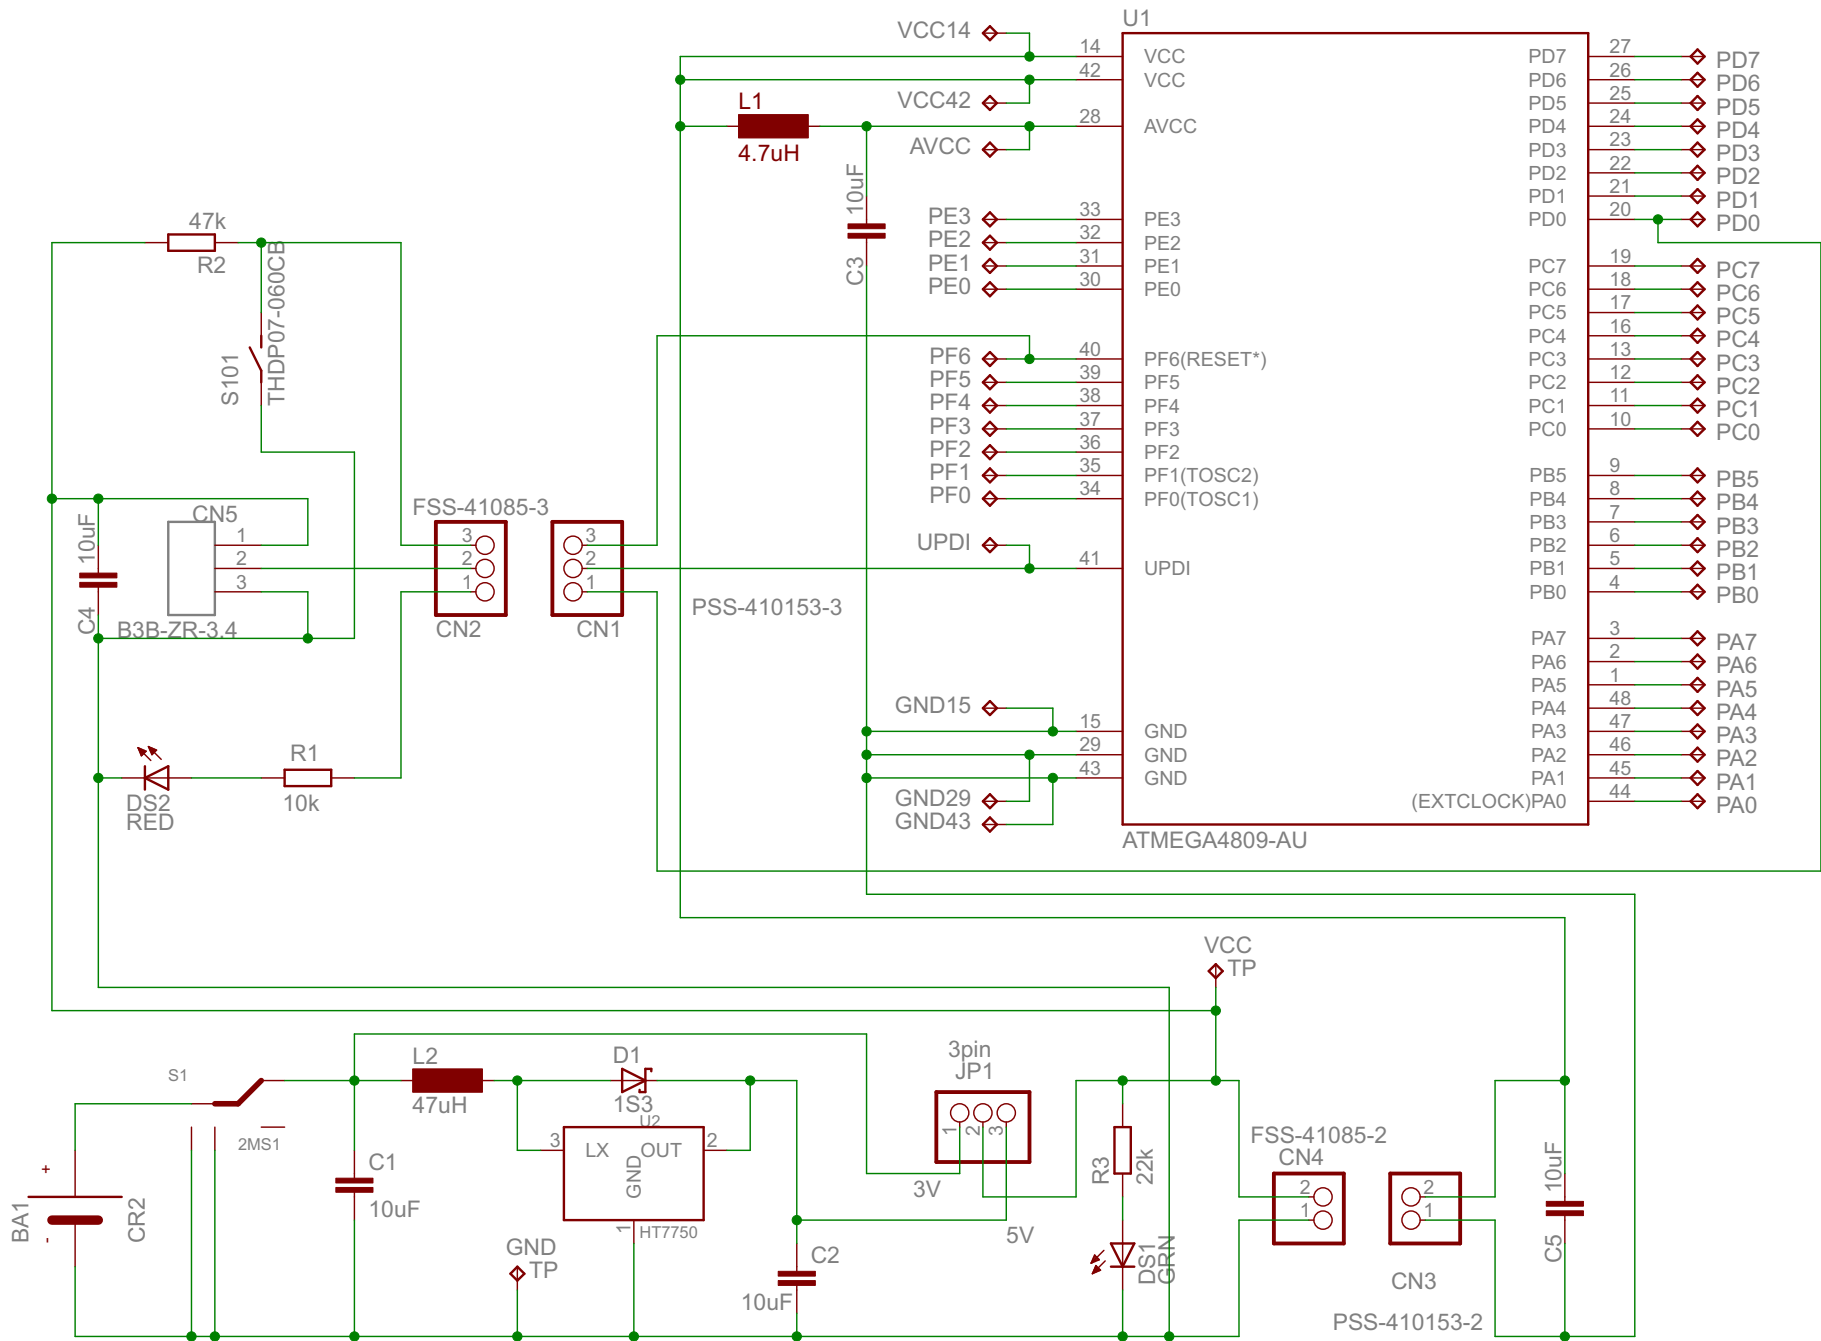 U1
VCC14
14
VCC
42
VCC
VCC42
L1
4.7uH
28
AVCC
AVCC
10uF
C3
PE3
33
PE3
PE2
32
PE2
PE1
31
PE1
PE0
30
PE0
PF6
40
PF6(RESET*)
PF5
39
PF5
PF4
38
PF4
PF3
37
PF3
PF2
36
PF2
PF1
35
PF1(TOSC2)
PF0
34
PF0(TOSC1)
UPDI
41
UPDI
GND15
15
GND
29
GND
43
GND
GND29
GND43
ATMEGA4809-AU
PD7
27
PD7
PD6
26
PD6
PD5
25
PD5
PD4
24
PD4
PD3
23
PD3
PD2
22
PD2
PD1
21
PD1
PD0
20
PD0
PC7
19
PC7
PC6
18
PC6
PC5
17
PC5
PC4
16
PC4
PC3
13
PC3
PC2
12
PC2
PC1
11
PC1
PC0
10
PC0
PB5
9
PB5
PB4
8
PB4
PB3
7
PB3
PB2
6
PB2
PB1
5
PB1
PB0
4
PB0
PA7
3
PA7
PA6
2
PA6
PA5
1
PA5
PA4
48
PA4
PA3
47
PA3
PA2
46
PA2
PA1
45
PA1
(EXTCLOCK)PA0
44
PA0
47k
R2
S101
THDP07-060CB
CN5
1
2
3
B3B-ZR-3.4
10uF
C4
FSS-41085-3
3
2
1
CN2
3
2
1
CN1
PSS-410153-3
DS2
RED
R1
10k
VCC
TP
S1
2MS1
L2
47uH
D1
1S3
U2
3
LX
OUT
2
GND
1
HT7750
3pin
JP1
1
2
3
3V
5V
BA1
+
-
CR2
C1
10uF
GND
TP
C2
10uF
R3
22k
DS1
GRN
FSS-41085-2
CN4
2
1
2
1
CN3
PSS-410153-2
10uF
C5